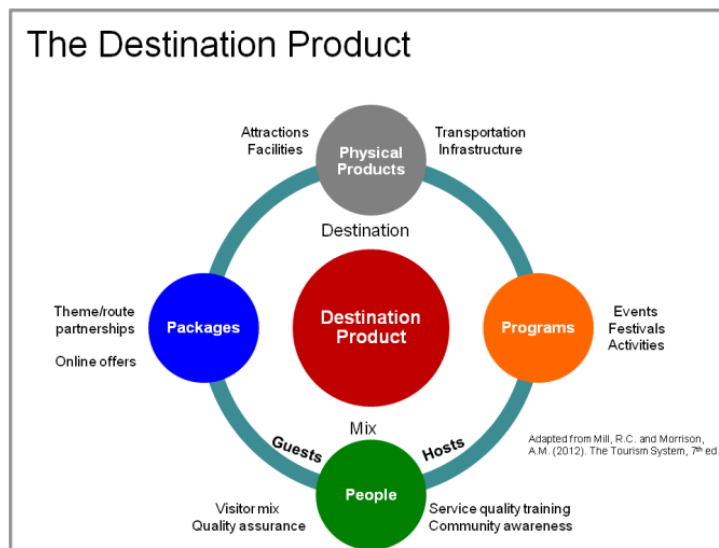 The Destination Product
Attractions
Facilities
Physical
Products
Transportation
Infrastructure
Destination
Theme/route
partnerships
Online offers
Packages
Destination
Product
Programs
Events
Festivals
Activities
Mix
Guests
Hosts
Adapted from Mill, R.C. and Morrison,
A.M. (2012). The Tourism System, 7th ed.
People
Visitor mix
Quality assurance
Service quality training
Community awareness